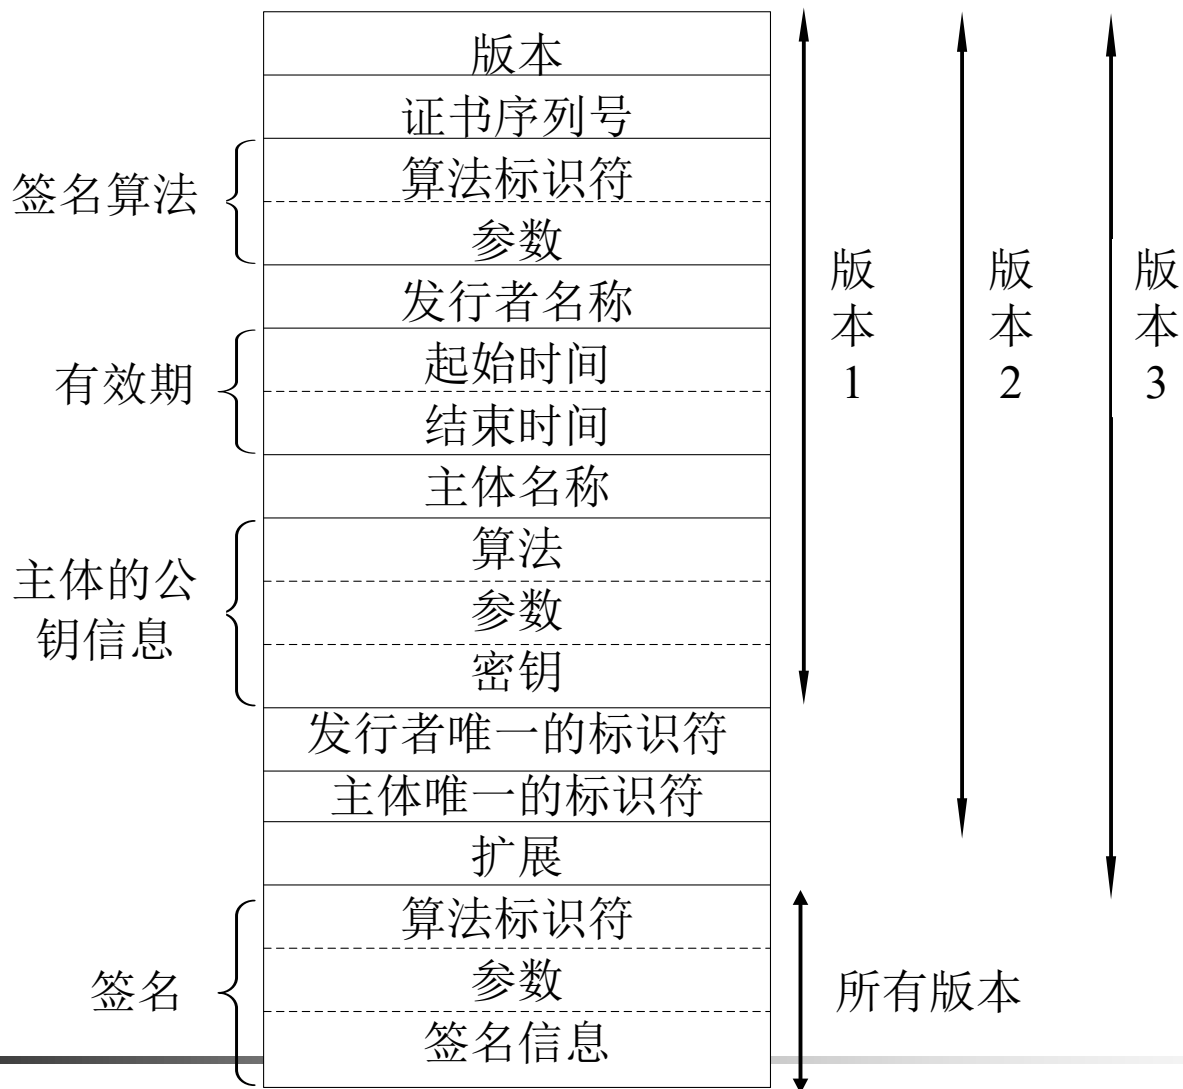 版本
证书序列号
签名算法
算法标识符
参数
发行者名称
有效期
起始时间
结束时间
主体名称
主体的公
钥信息
算法
参数
密钥
发行者唯一的标识符
主体唯一的标识符
扩展
签名
算法标识符
参数
签名信息
版
本
1
版
本
2
版
本
3
所有版本